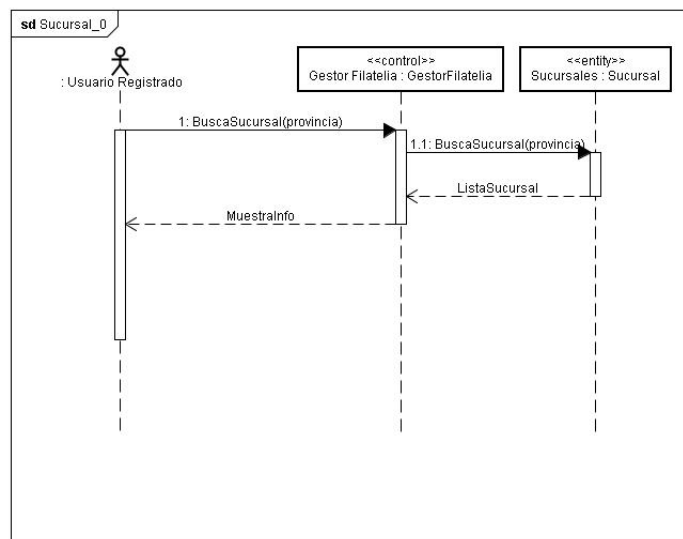 sd Sucursal_0
: Usuario Registrado
<<control>>
Gestor Filatelia : GestorFilatelia
<<entity>>
Sucursales : Sucursal
1: BuscaSucursal(provincia)
1.1: BuscaSucursal(provincia)
ListaSucursal
MuestraInfo